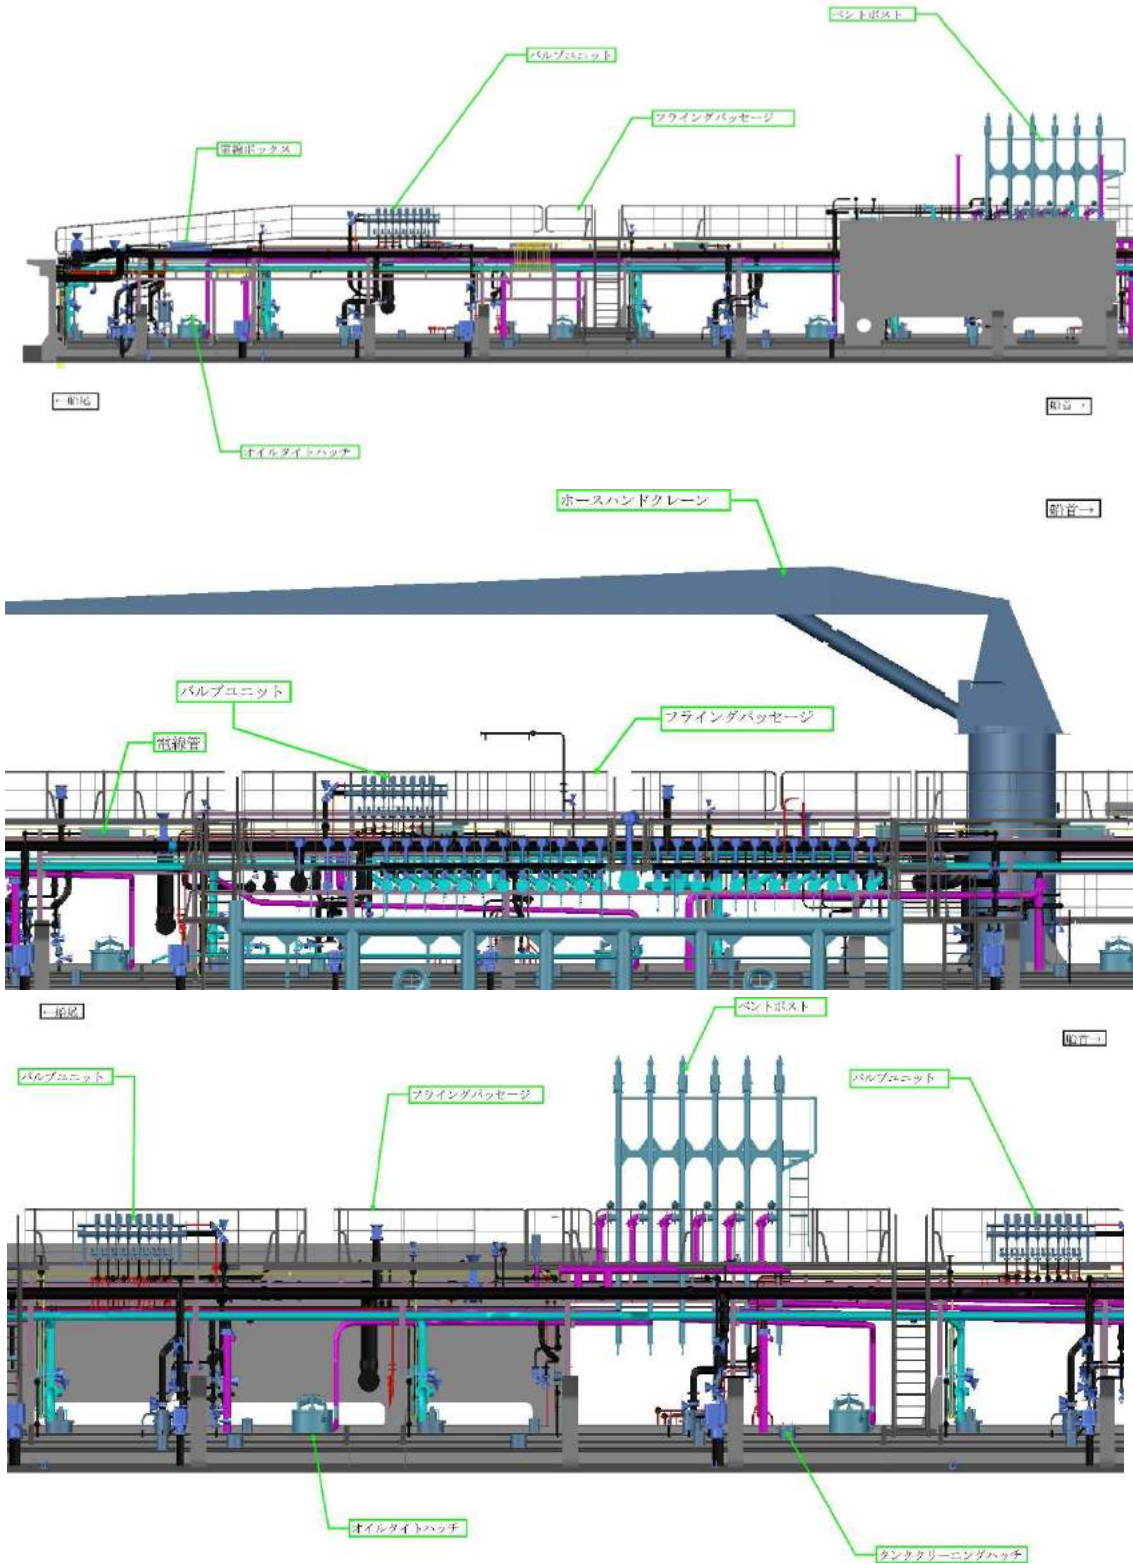 ベントポスト
バルブユニット
フライングパッセージ
電線ボックス
←船尾
船首→
オイルタイトハッチ
ホースハンドクレーン
船首→
バルブユニット
フライングパッセージ
電線管
←船尾
ベントポスト
船首→
バルブユニット
フライングパッセージ
バルブユニット
オイルタイトハッチ
タンククリーニングハッチ